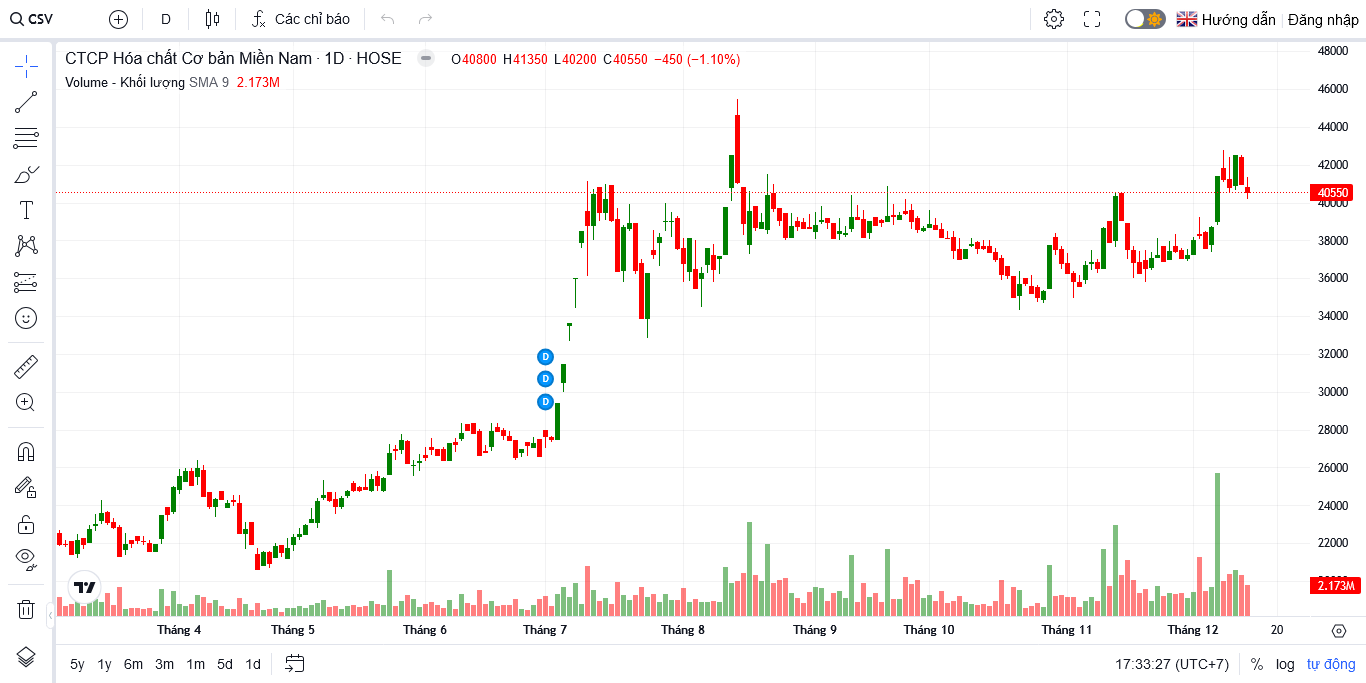 CSV D Các chỉ báo Hướng dẫn Đăng nhập
CTCP Hóa chất Cơ bản Miền Nam · 1D · HOSE O40800 H41350 L40200 C40550 −450 (−1.10%)
Volume - Khối lượng SMA 9 2.173M
48000
46000
44000
42000
40550
40000
38000
36000
34000
32000
D
D
30000
D
28000
26000
24000
22000
2.173M
Tháng 4 Tháng 5 Tháng 6 Tháng 7 Tháng 8 Tháng 9 Tháng 10 Tháng 11 Tháng 12 20
5y 1y 6m 3m 1m 5d 1d 17:33:27 (UTC+7) % log tự động